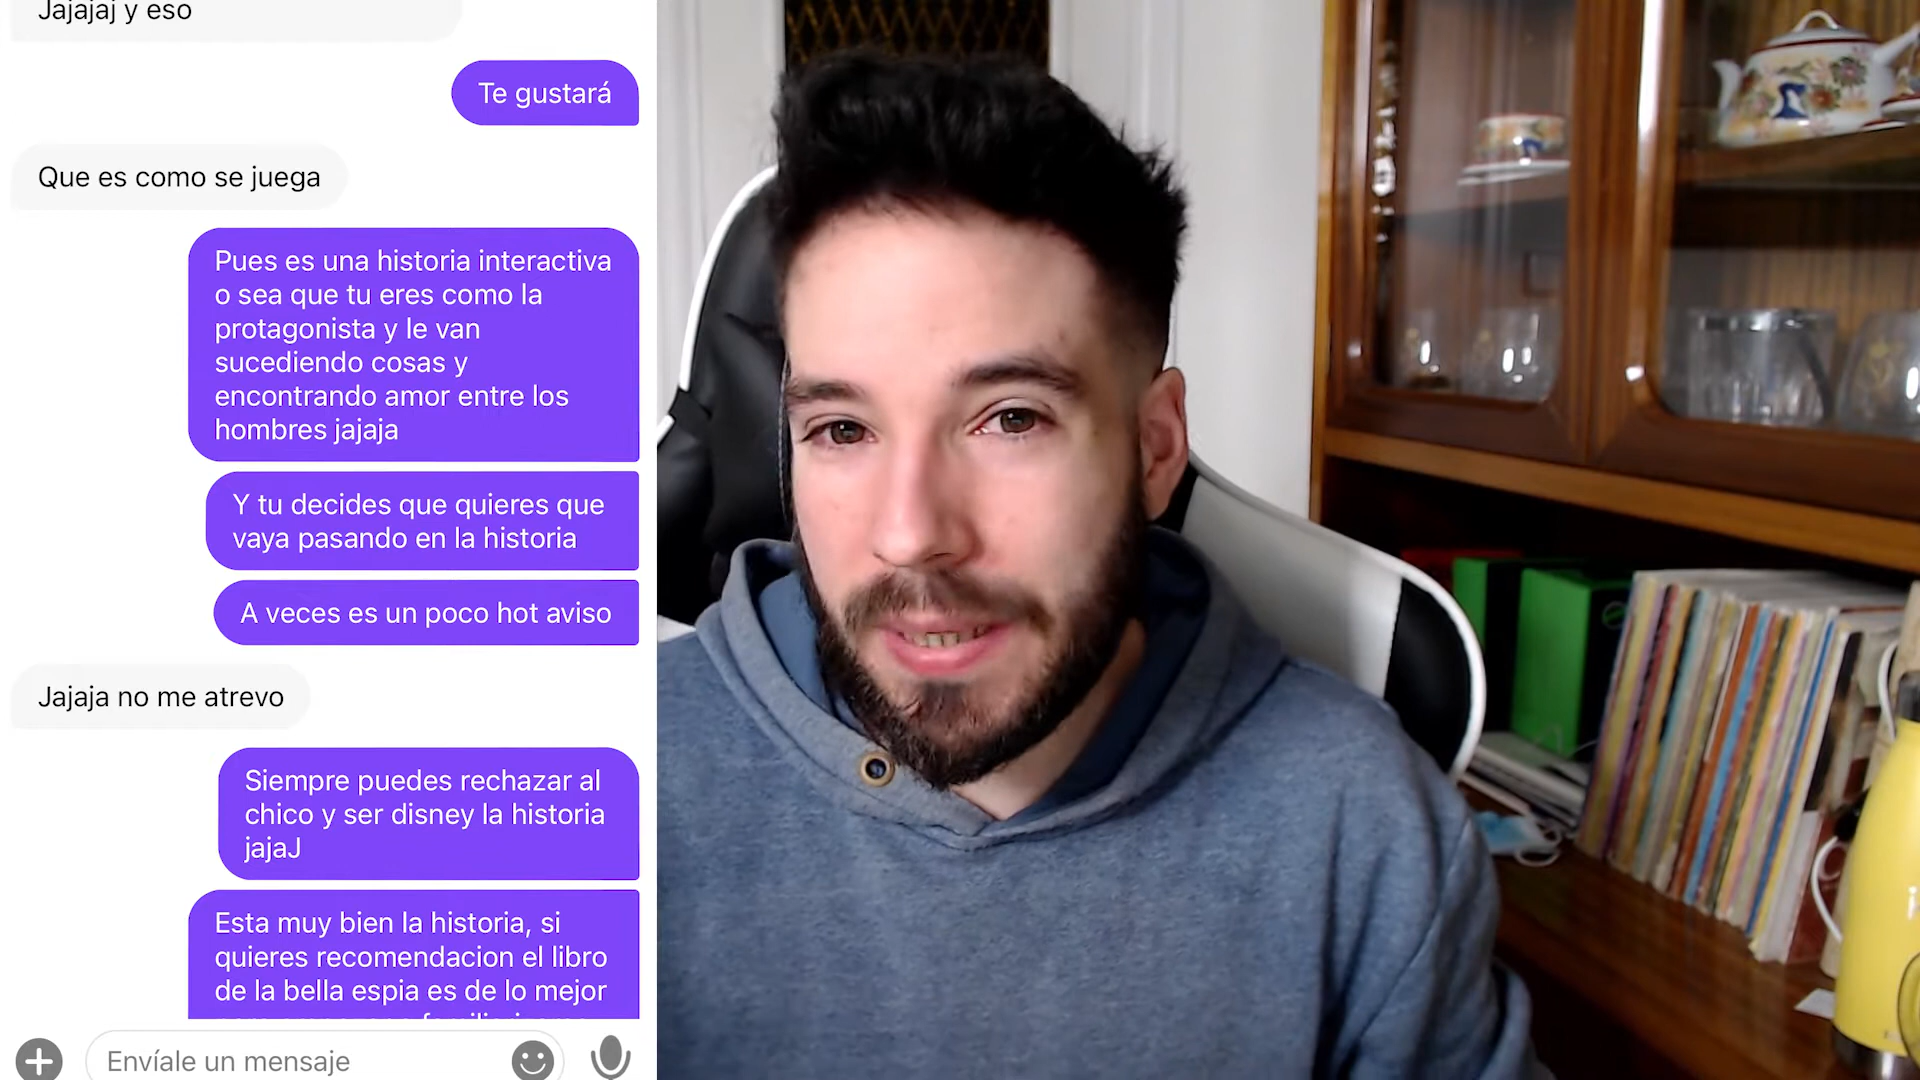 Jajajaj y eso
Te gustará
Que es como se juega
Pues es una historia interactiva
o sea que tu eres como la
protagonista y le van
sucediendo cosas y
encontrando amor entre los
hombres jajaja
Y tu decides que quieres que
vaya pasando en la historia
A veces es un poco hot aviso
Jajaja no me atrevo
Siempre puedes rechazar al
chico y ser disney la historia
jajaJ
Esta muy bien la historia, si
quieres recomendacion el libro
de la bella espia es de lo mejor
Envíale un mensaje